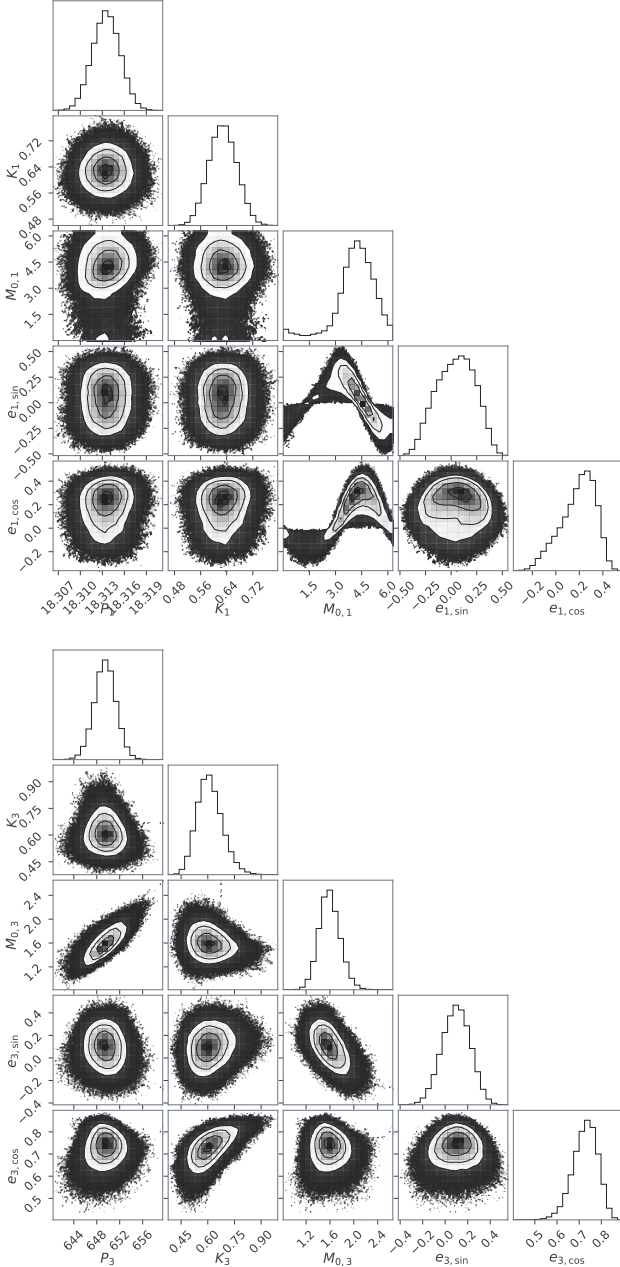 0.72
0.64
0.56
0.48
K1
6.0
4.5
3.0
1.5
M0,1
0.50
0.25
0.00
−0.25
−0.50
e1,sin
0.4
0.2
0.0
−0.2
e1,cos
18.307 18.310 18.313 18.316 18.319
0.48 0.56 0.64 0.72
1.5 3.0 4.5 6.0
−0.50 −0.25 0.00 0.25 0.50
−0.2 0.0 0.2 0.4
P1 K1 M0,1 e1,sin e1,cos
0.90
0.75
0.60
0.45
K3
2.4
2.0
1.6
1.2
M0,3
0.4
0.2
0.0
−0.2
−0.4
e3,sin
0.8
0.7
0.6
0.5
e3,cos
644 648 652 656
0.45 0.60 0.75 0.90
1.2 1.6 2.0 2.4
−0.4 −0.2 0.0 0.2 0.4
0.5 0.6 0.7 0.8
P3 K3 M0,3 e3,sin e3,cos